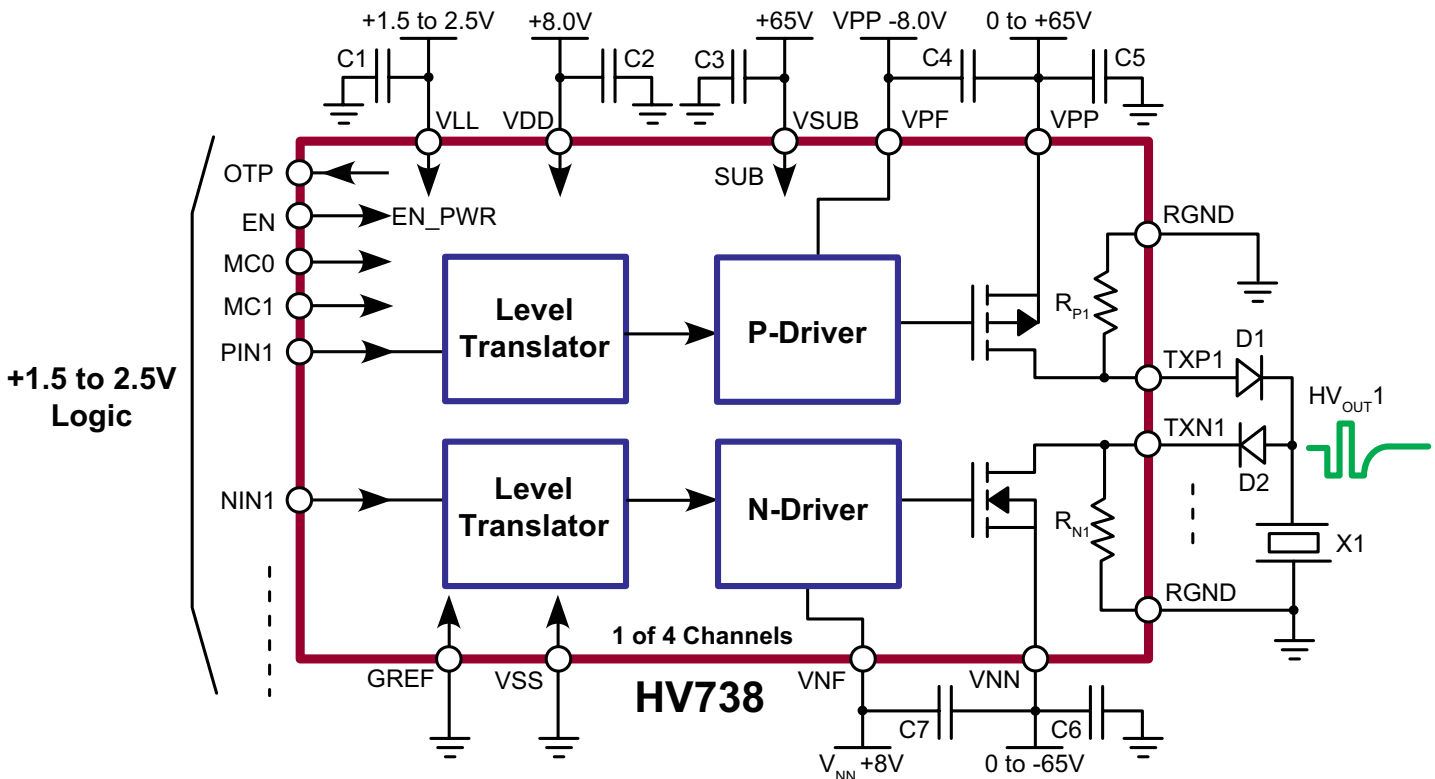 +1.5 to 2.5V
+8.0V
+65V
VPP -8.0V
0 to +65V
C1
C2
C3
C4
C5
VLL
VDD
VSUB
VPF
VPP
OTP
SUB
EN
EN_PWR
RGND
MC0
MC1
PIN1
Level
Translator
P-Driver
RP1
D1
TXP1
+1.5 to 2.5V
Logic
HVOUT1
TXN1
D2
NIN1
Level
Translator
N-Driver
RN1
X1
RGND
1 of 4 Channels
GREF
VSS
HV738
VNF
VNN
C7
C6
VNN +8V
0 to -65V